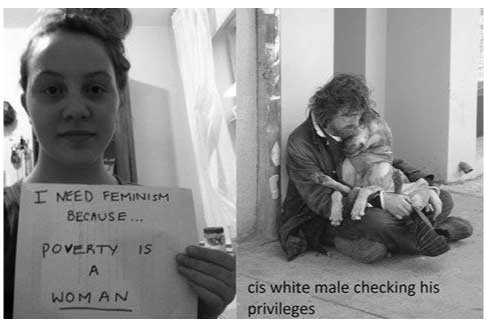 I NEED FEMINISM
BECAUSE...
POVERTY IS
A
WOMAN
cis white male checking his
privileges